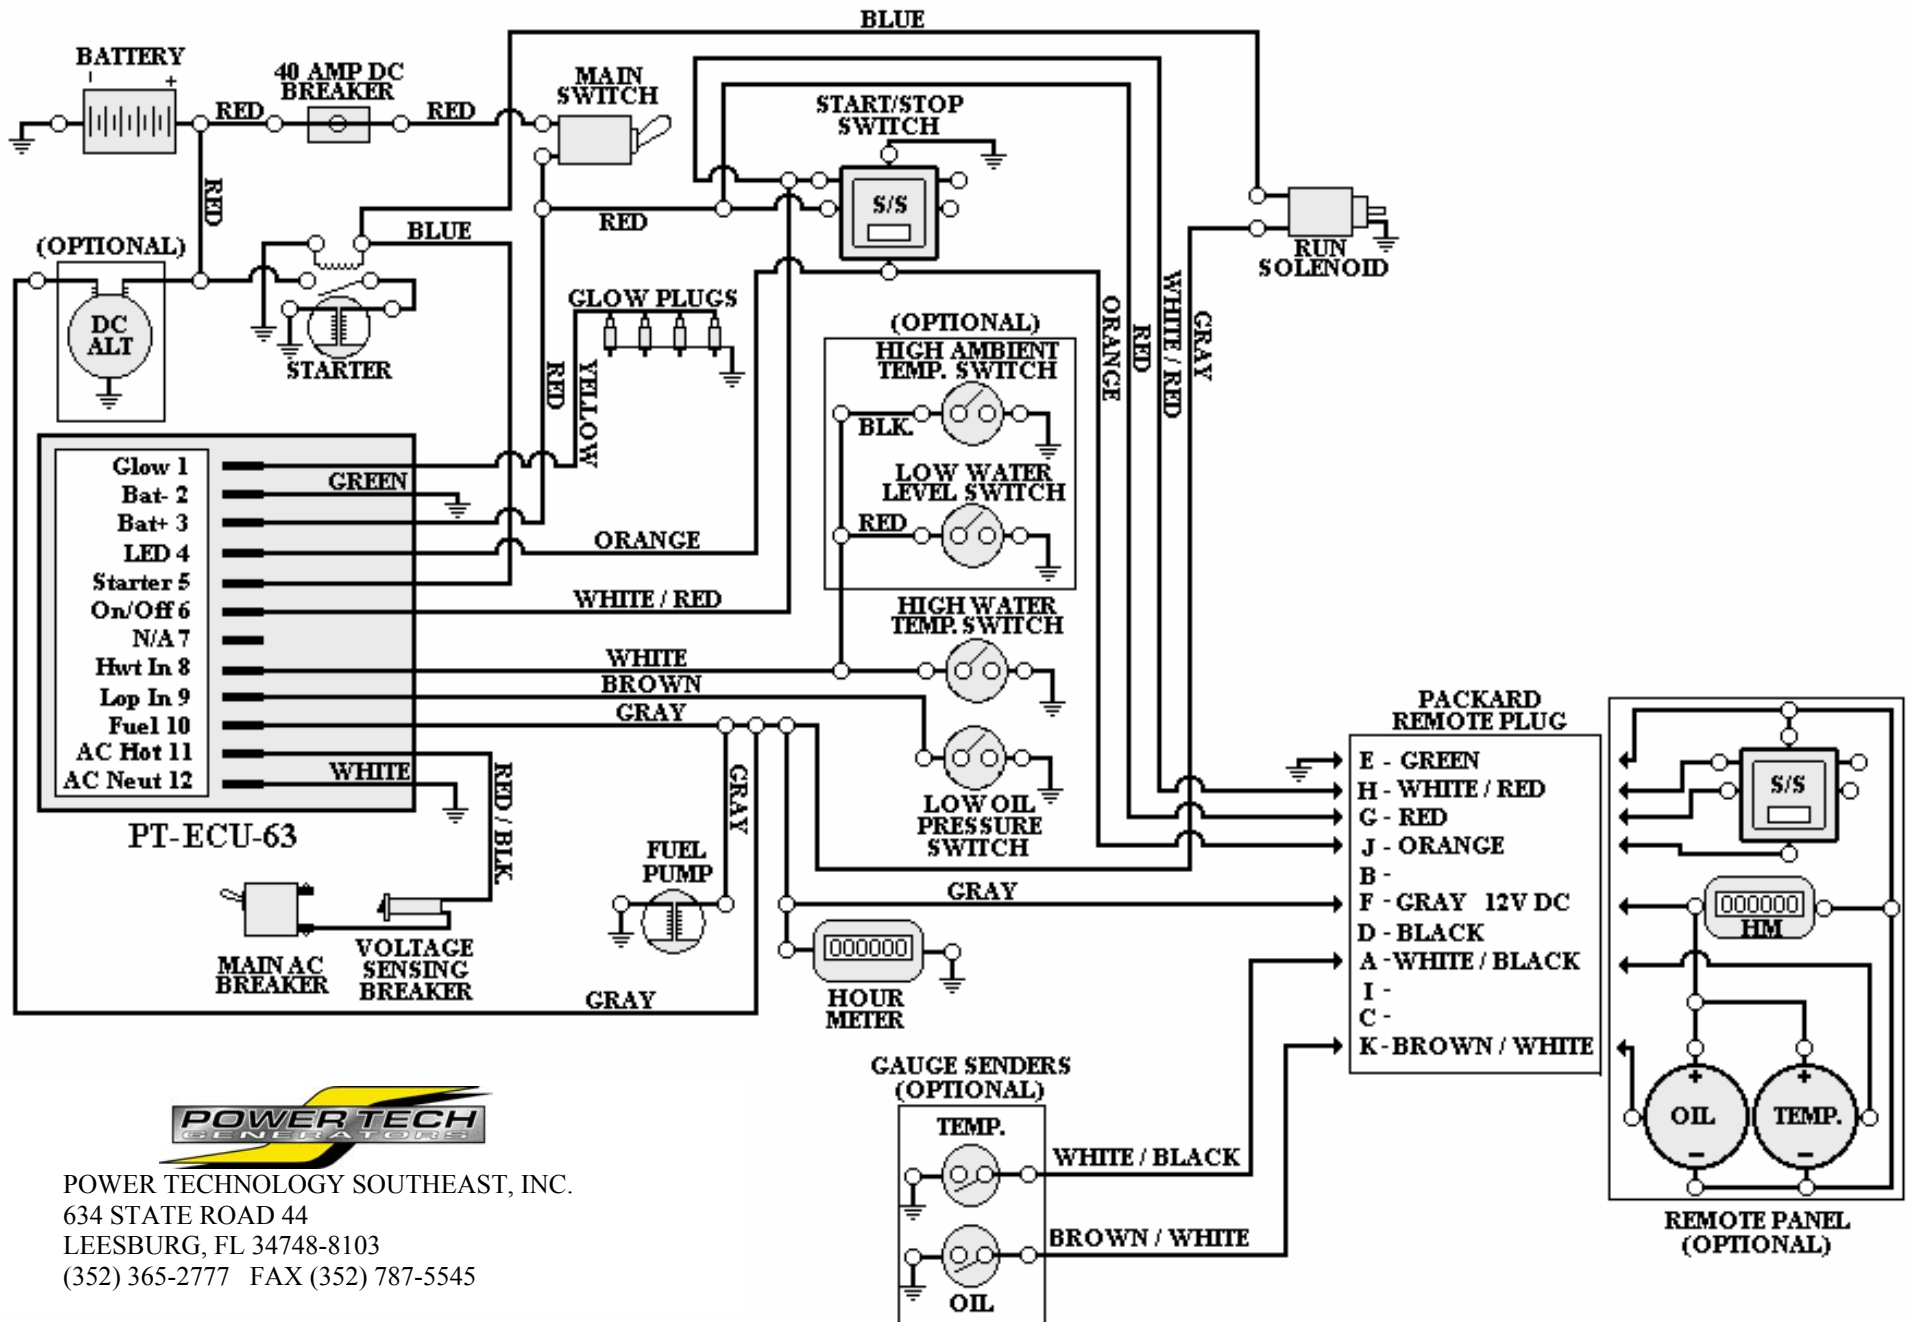 BLUE
BATTERY
- +
40 AMP DC
BREAKER
RED
RED
MAIN
SWITCH
START/STOP
SWITCH
S/S
RED
RED
BLUE
(OPTIONAL)
DC
ALT
STARTER
GLOW PLUGS
RED
YELLOW
RUN
SOLENOID
ORANGE
RED
WHITE / RED
GRAY
(OPTIONAL)
HIGH AMBIENT
TEMP. SWITCH
BLK.
LOW WATER
LEVEL SWITCH
RED
HIGH WATER
TEMP. SWITCH
LOW OIL
PRESSURE
SWITCH
Glow 1
Bat- 2
Bat+ 3
LED 4
Starter 5
On/Off 6
N/A 7
Hwt In 8
Lop In 9
Fuel 10
AC Hot 11
AC Neut 12
PT-ECU-63
GREEN
ORANGE
WHITE / RED
WHITE
BROWN
GRAY
WHITE
RED / BLK.
GRAY
FUEL
PUMP
GRAY
MAIN AC
BREAKER
VOLTAGE
SENSING
BREAKER
GRAY
000000
HOUR
METER
PACKARD
REMOTE PLUG
E - GREEN
H - WHITE / RED
G - RED
J - ORANGE
B -
F - GRAY 12V DC
D - BLACK
A - WHITE / BLACK
I -
C -
K - BROWN / WHITE
S/S
000000
HM
+ +
OIL
TEMP.
- -
REMOTE PANEL
(OPTIONAL)
GAUGE SENDERS
(OPTIONAL)
TEMP.
WHITE / BLACK
BROWN / WHITE
OIL
POWER TECH
GENERATORS
POWER TECHNOLOGY SOUTHEAST, INC.
634 STATE ROAD 44
LEESBURG, FL 34748-8103
(352) 365-2777 FAX (352) 787-5545